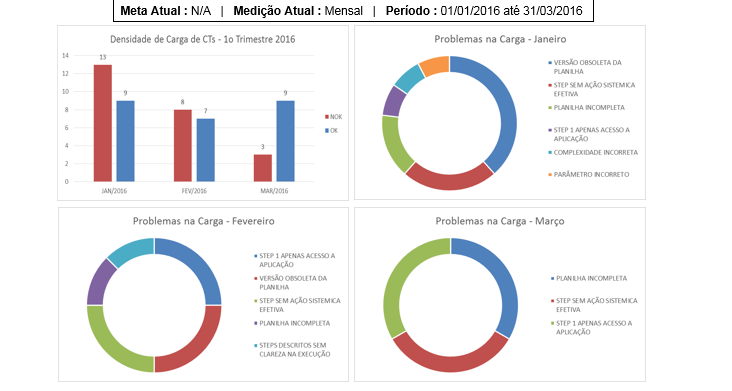 Meta Atual : N/A | Medição Atual : Mensal | Período : 01/01/2016 até 31/03/2016
Densidade de Carga de CTs - 1o Trimestre 2016
14
12
10
8
6
4
2
0
13
9
8
7
3
9
JAN/2016
FEV/2016
MAR/2016
NOK
OK
Problemas na Carga - Janeiro
VERSÃO OBSOLETA DA
PLANILHA
STEP SEM AÇÃO SISTEMICA
EFETIVA
PLANILHA INCOMPLETA
STEP 1 APENAS ACESSO A
APLICAÇÃO
COMPLEXIDADE INCORRETA
PARÂMETRO INCORRETO
Problemas na Carga - Fevereiro
STEP 1 APENAS ACESSO A
APLICAÇÃO
VERSÃO OBSOLETA DA
PLANILHA
STEP SEM AÇÃO SISTEMICA
EFETIVA
PLANILHA INCOMPLETA
STEPS DESCRITOS SEM
CLAREZA NA EXECUÇÃO
Problemas na Carga - Março
PLANILHA INCOMPLETA
STEP SEM AÇÃO SISTEMICA
EFETIVA
STEP 1 APENAS ACESSO A
APLICAÇÃO